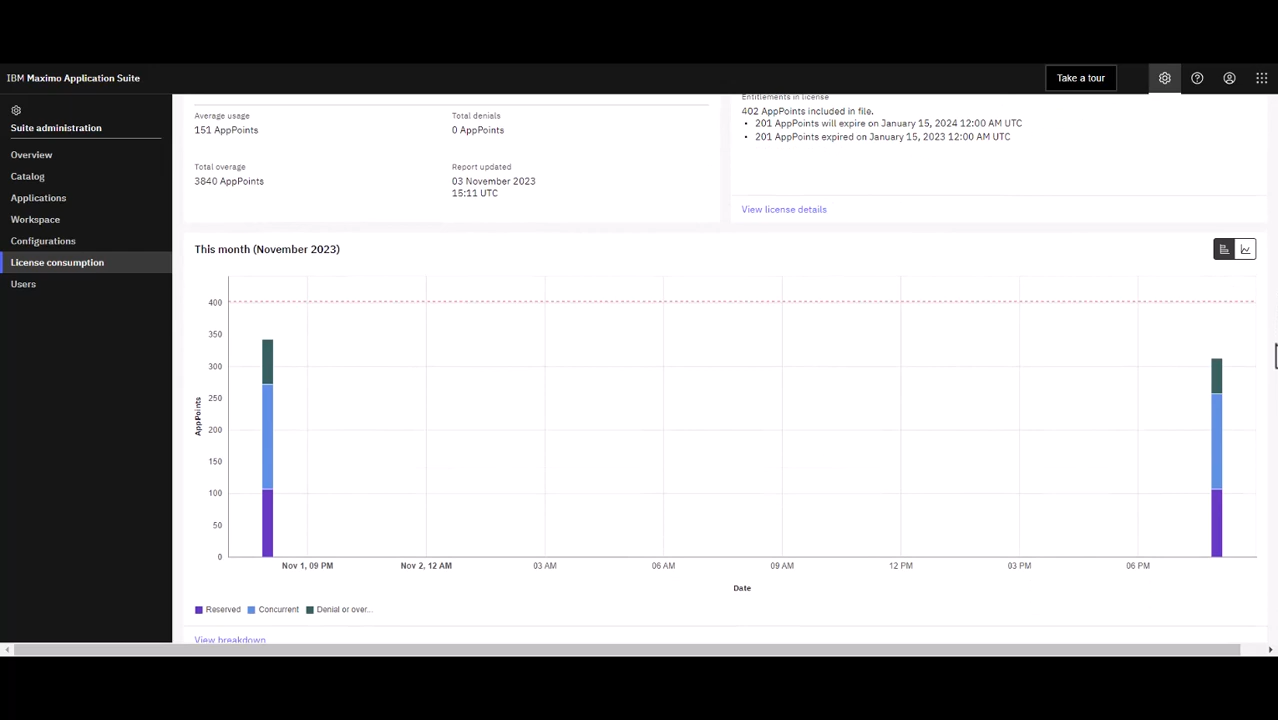 IBM Maximo Application Suite
Take a tour
Suite administration
Overview
Catalog
Applications
Workspace
Configurations
License consumption
Users
Average usage
151 AppPoints
Total denials
0 AppPoints
Total overage
3840 AppPoints
Report updated
03 November 2023
15:11 UTC
Entitlements in license
402 AppPoints included in file.
• 201 AppPoints will expire on January 15, 2024 12:00 AM UTC
• 201 AppPoints expired on January 15, 2023 12:00 AM UTC
View license details
This month (November 2023)
AppPoints
400
350
300
250
200
150
100
50
0
Nov 1, 09 PM
Nov 2, 12 AM
03 AM
06 AM
09 AM
12 PM
03 PM
06 PM
Date
Reserved
Concurrent
Denial or over...
View breakdown